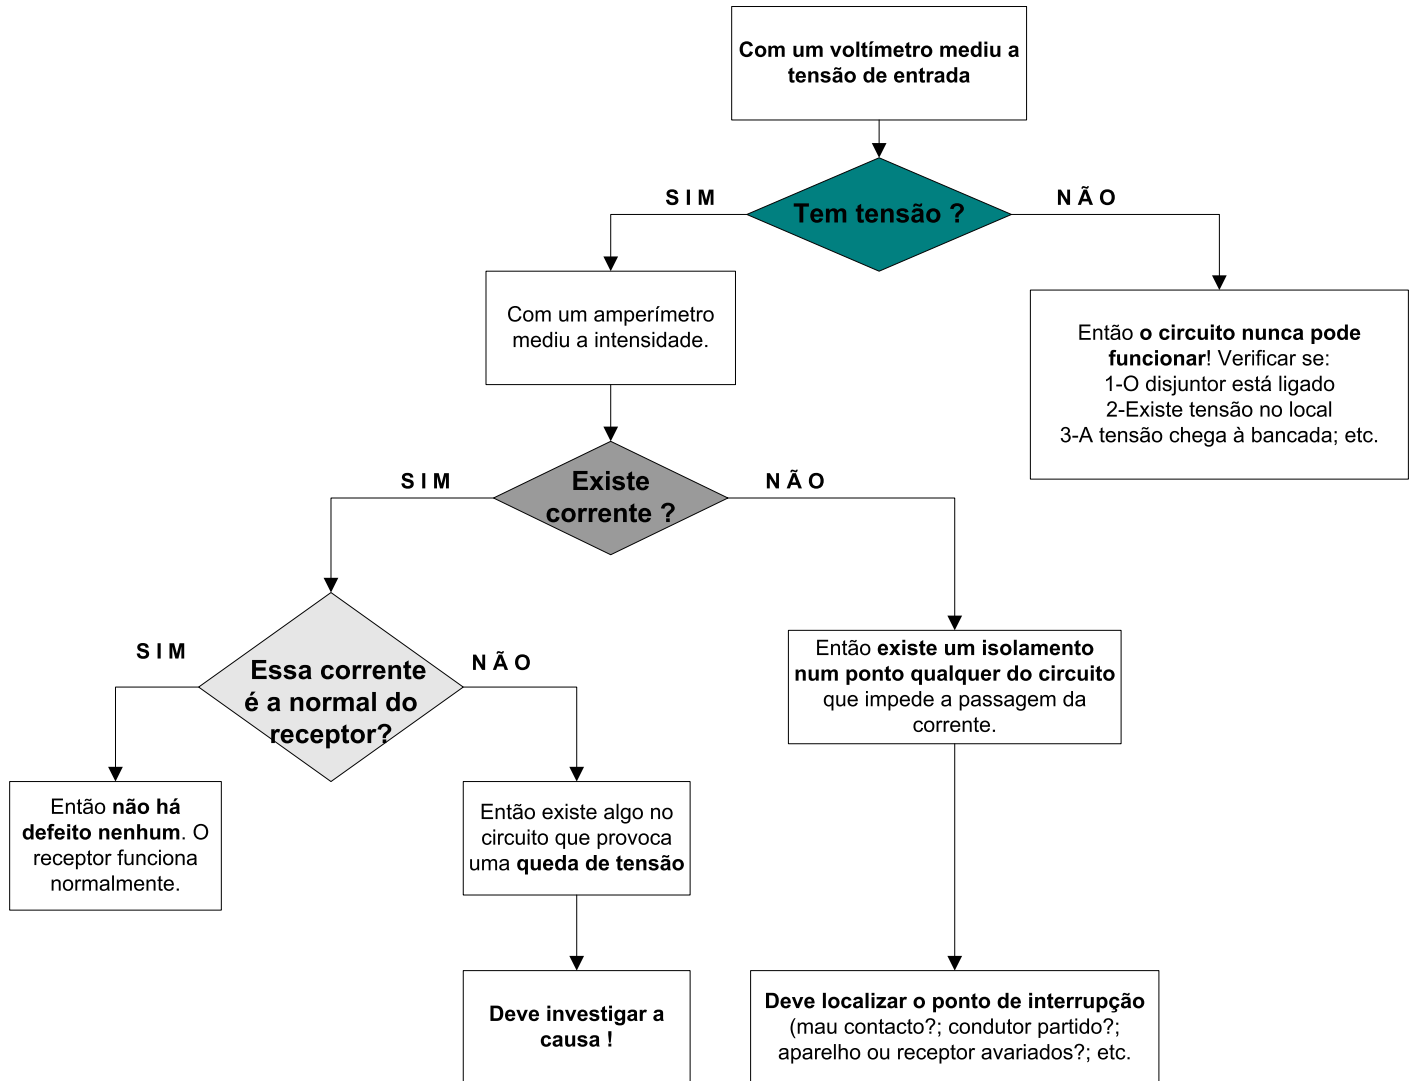 Com um voltímetro mediu a
tensão de entrada
S I M
Tem tensão ?
N Ã O
Com um amperímetro
mediu a intensidade.
Então o circuito nunca pode
funcionar! Verificar se:
1-O disjuntor está ligado
2-Existe tensão no local
3-A tensão chega à bancada; etc.
S I M
Existe
corrente ?
N Ã O
S I M
Essa corrente
é a normal do
receptor?
N Ã O
Então existe um isolamento
num ponto qualquer do circuito
que impede a passagem da
corrente.
Então não há
defeito nenhum. O
receptor funciona
normalmente.
Então existe algo no
circuito que provoca
uma queda de tensão
Deve investigar a
causa !
Deve localizar o ponto de interrupção
(mau contacto?; condutor partido?;
aparelho ou receptor avariados?; etc.